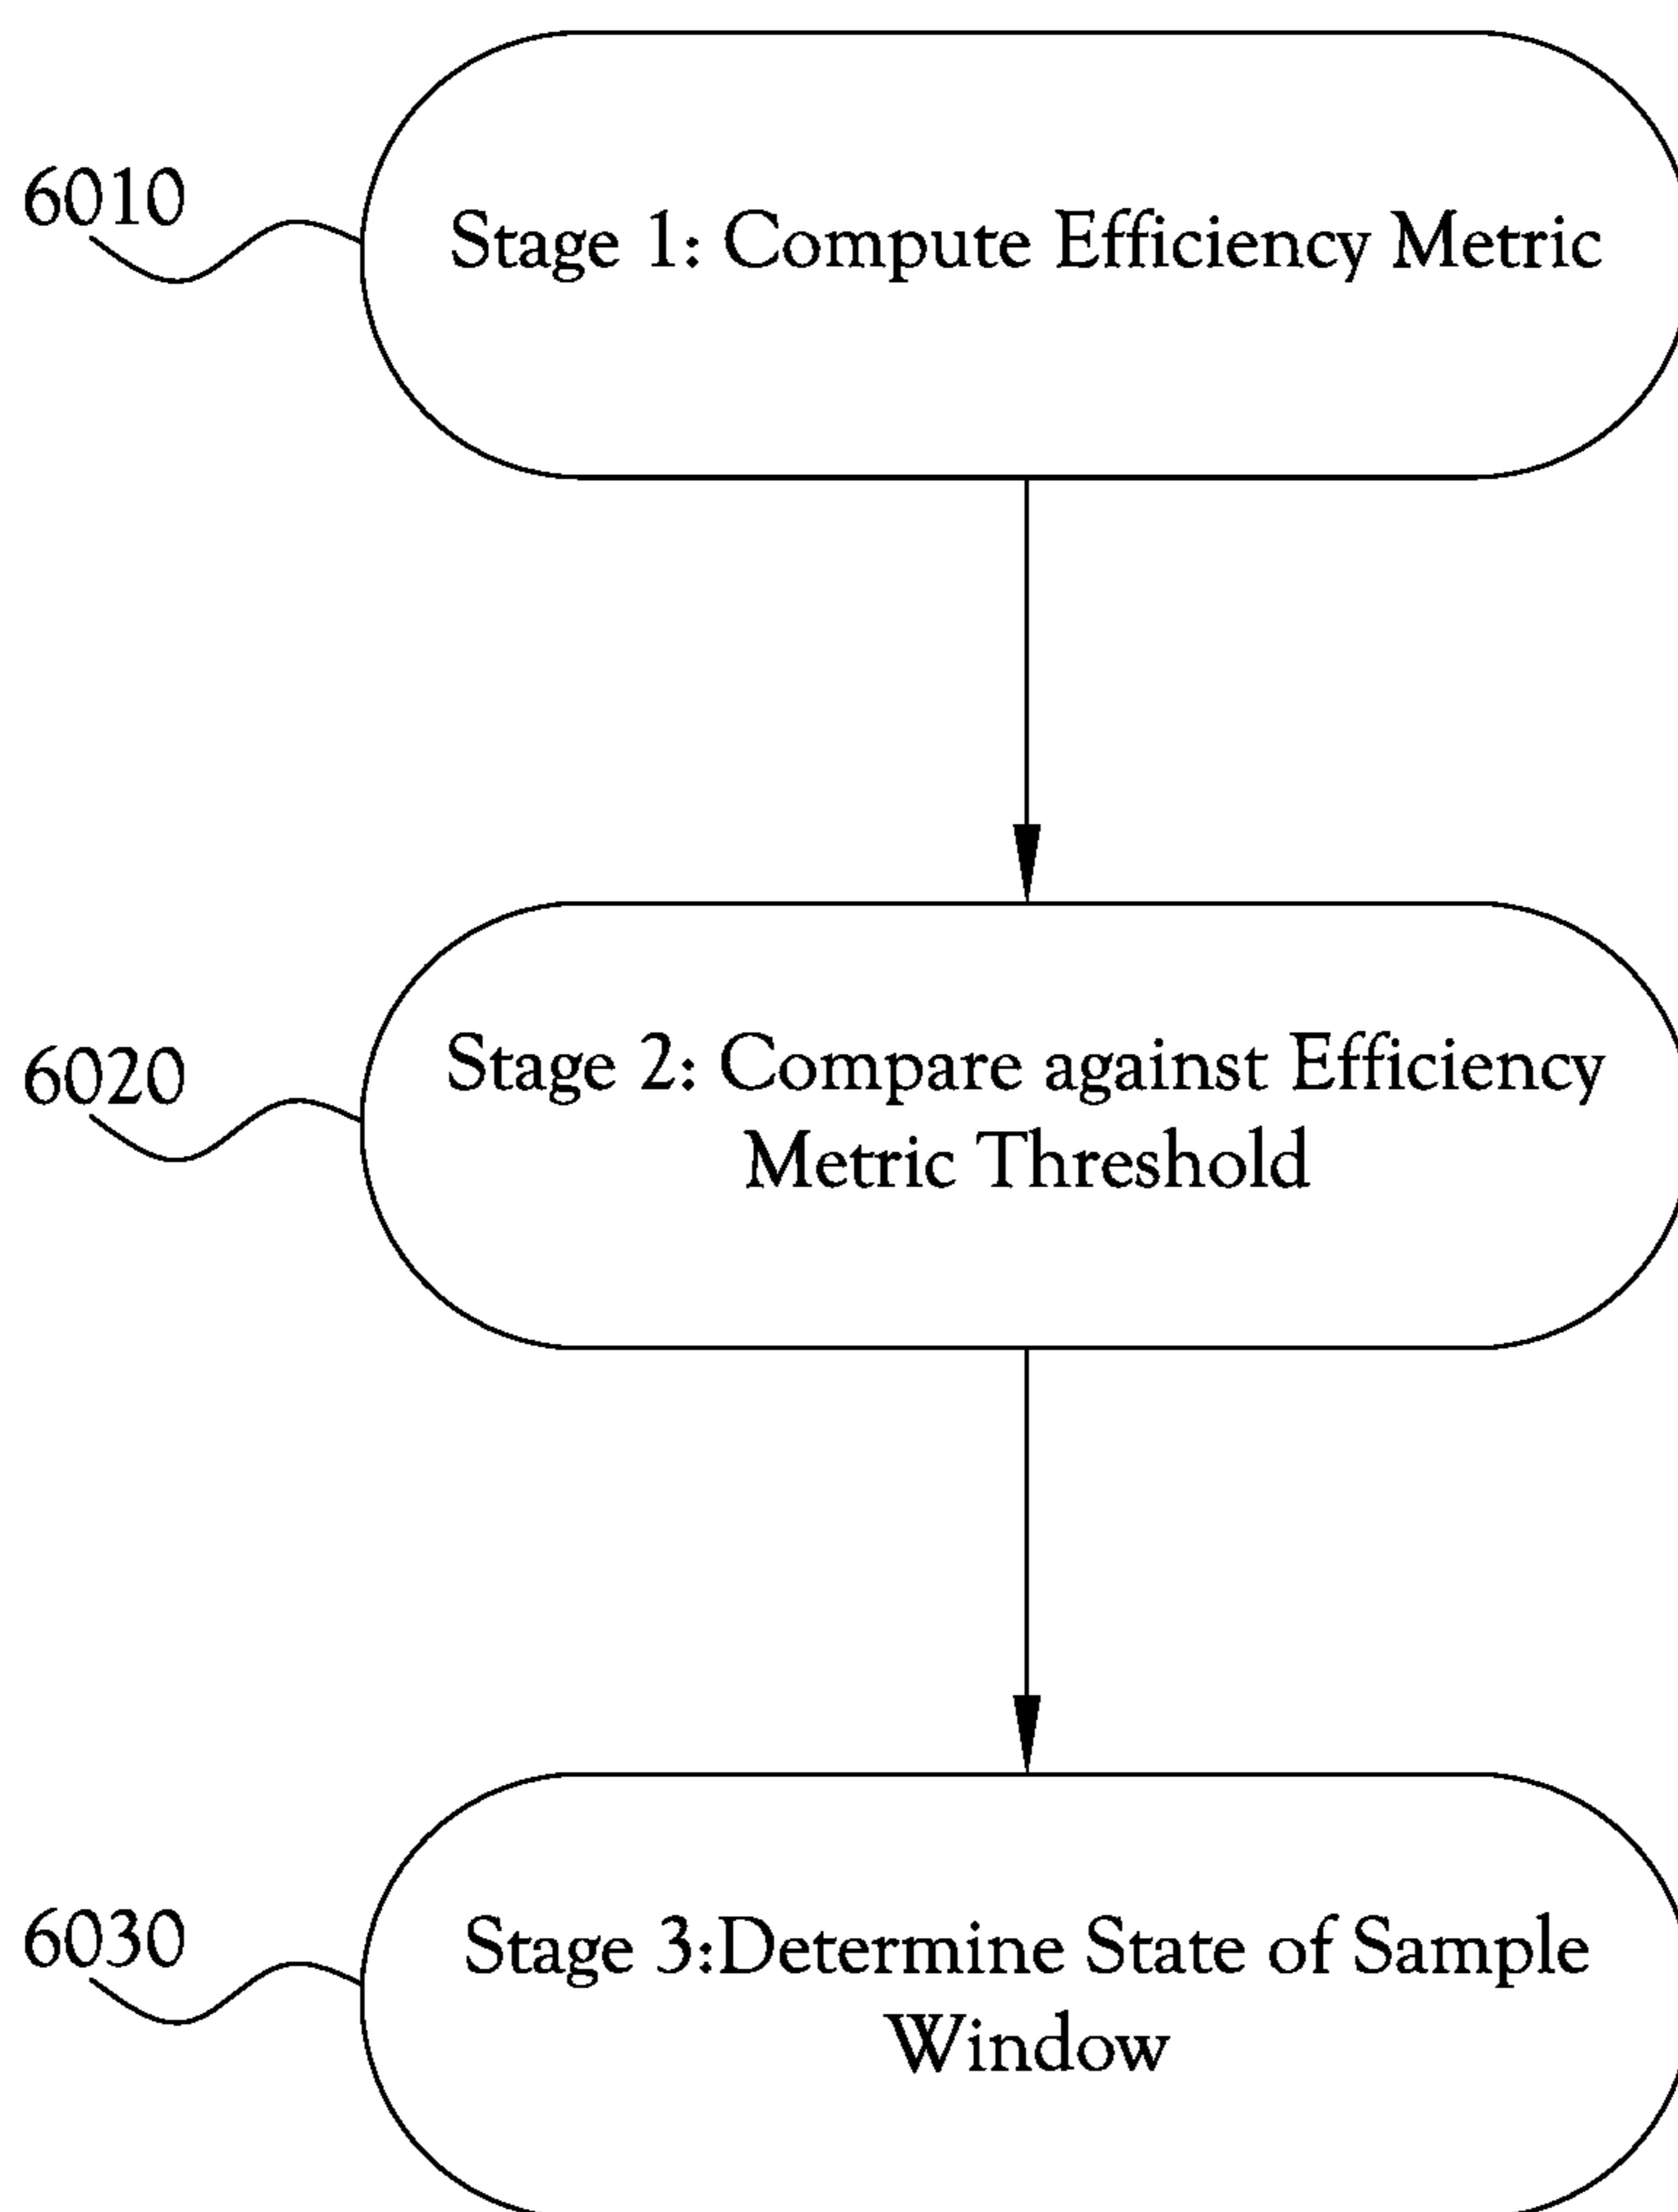 6010
Stage 1: Compute Efficiency Metric
6020
Stage 2: Compare against Efficiency
Metric Threshold
6030
Stage 3:Determine State of Sample
Window